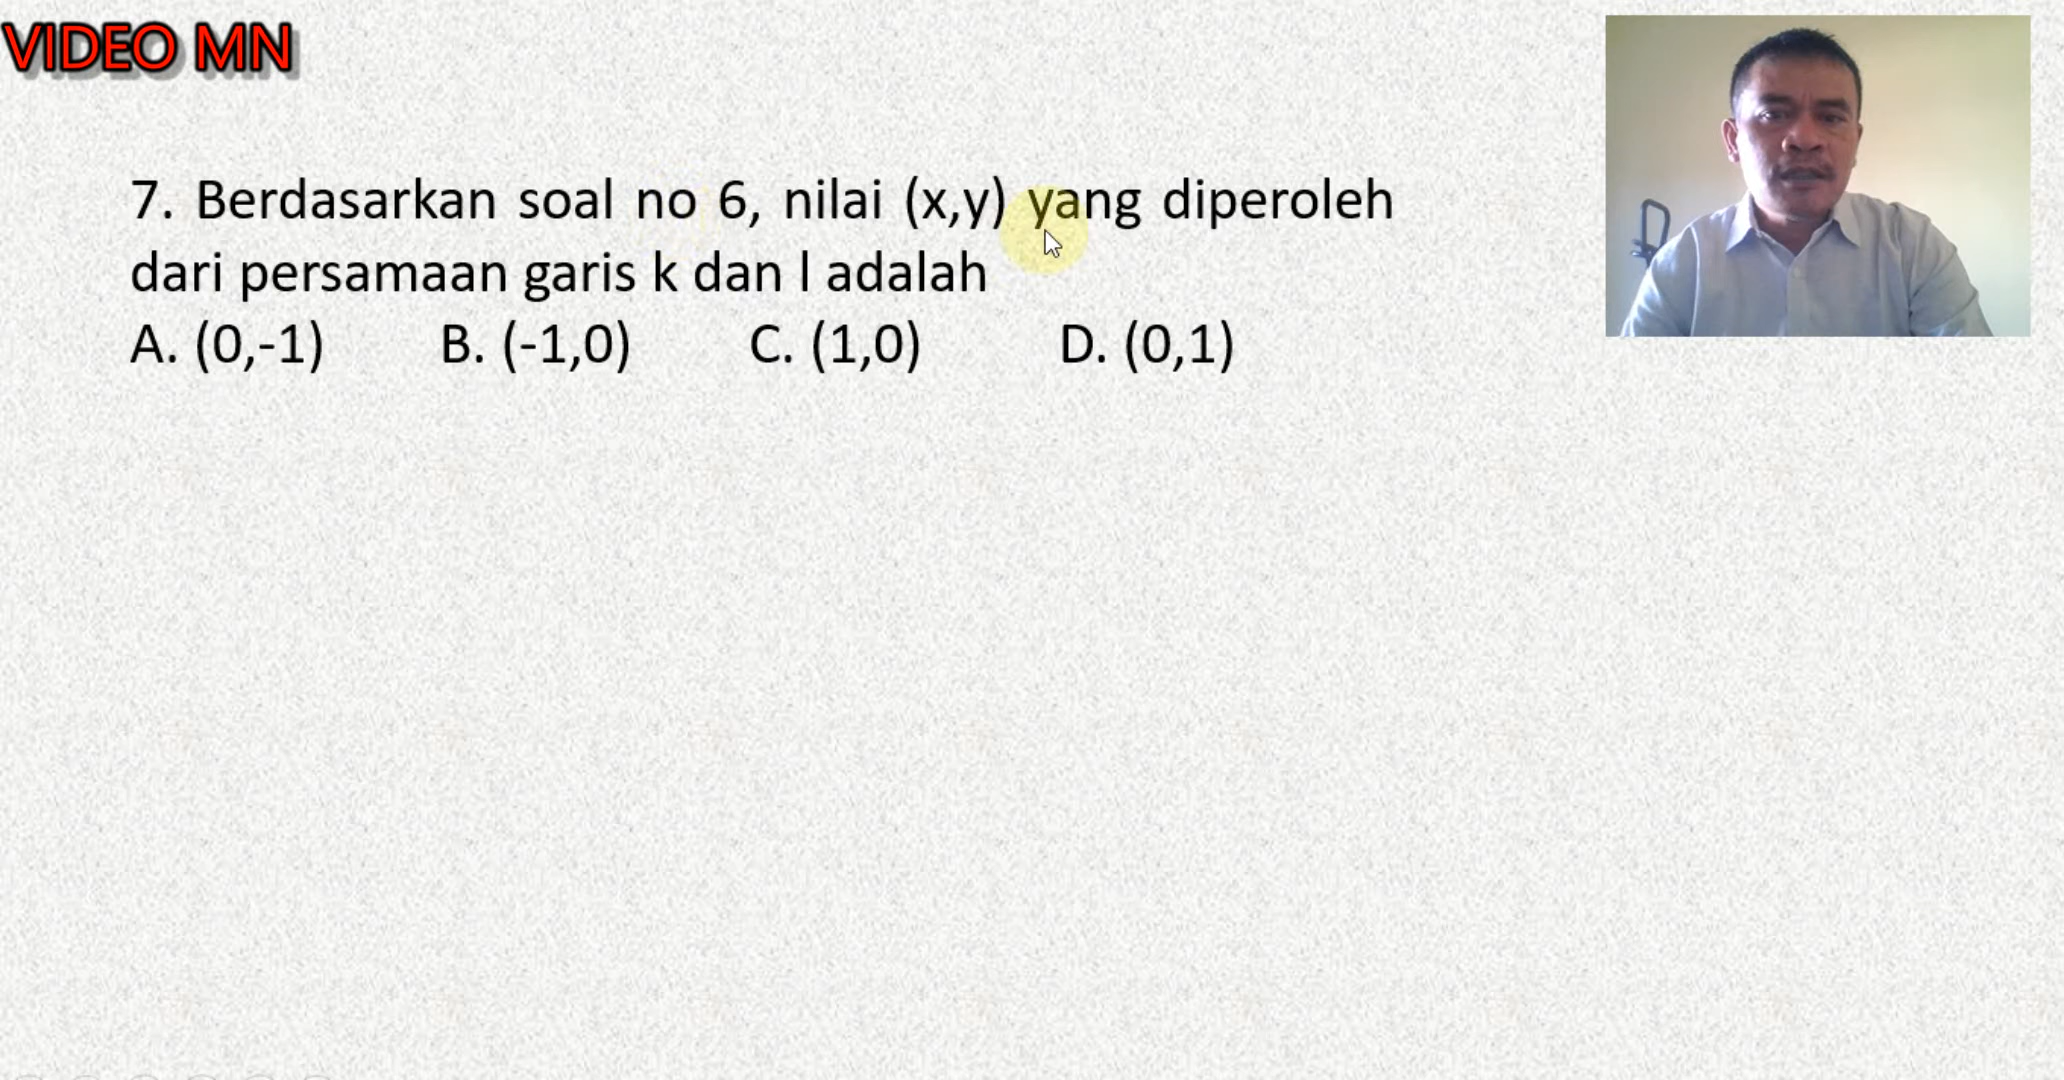 VIDEO MN
7. Berdasarkan soal no 6, nilai (x,y) yang diperoleh
dari persamaan garis k dan l adalah
A. (0,-1) B. (-1,0) C. (1,0) D. (0,1)